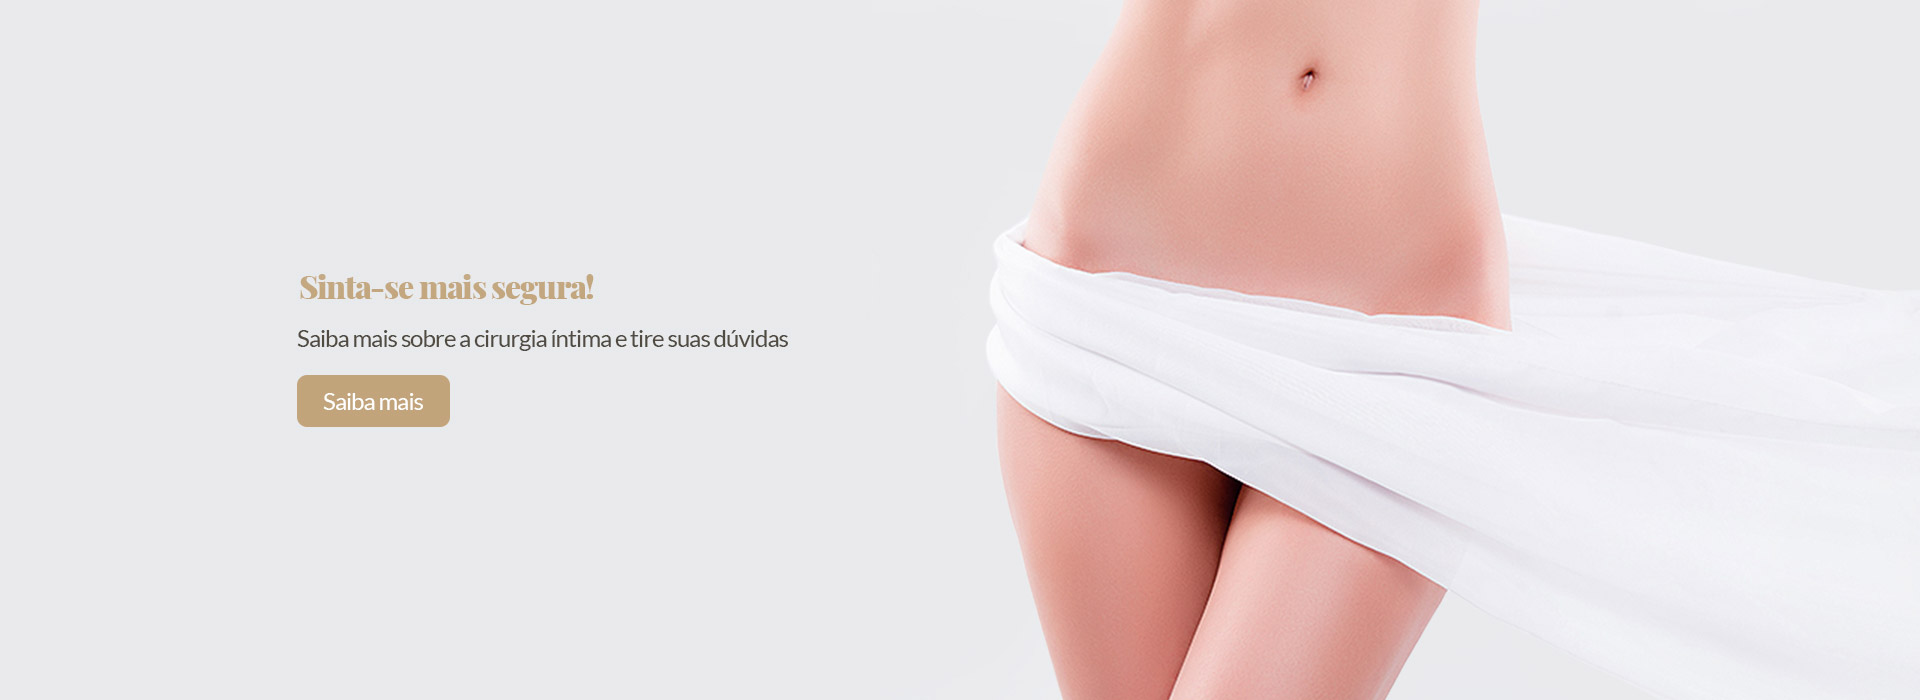 Sinta-se mais segura!
Saiba mais sobre a cirurgia íntima e tire suas dúvidas
Saiba mais